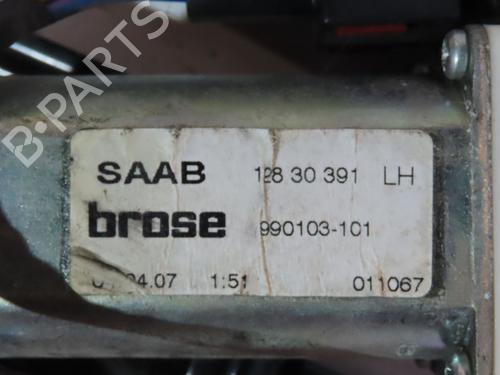 SAAB 128 30 391 LH
brose 990103-101
04.07 1:51 011067
B-PARTS